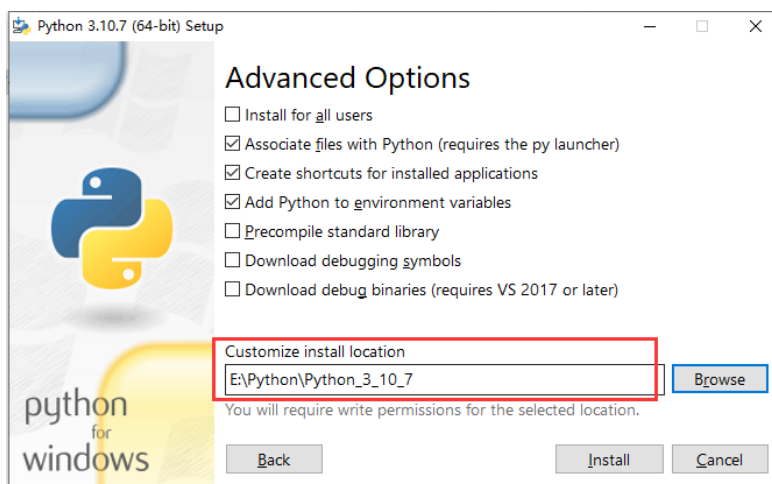 Python 3.10.7 (64-bit) Setup
Advanced Options
Install for all users
Associate files with Python (requires the py launcher)
Create shortcuts for installed applications
Add Python to environment variables
Precompile standard library
Download debugging symbols
Download debug binaries (requires VS 2017 or later)
Customize install location
E:\Python\Python_3_10_7
Browse
You will require write permissions for the selected location.
python
for
windows
Back
Install
Cancel